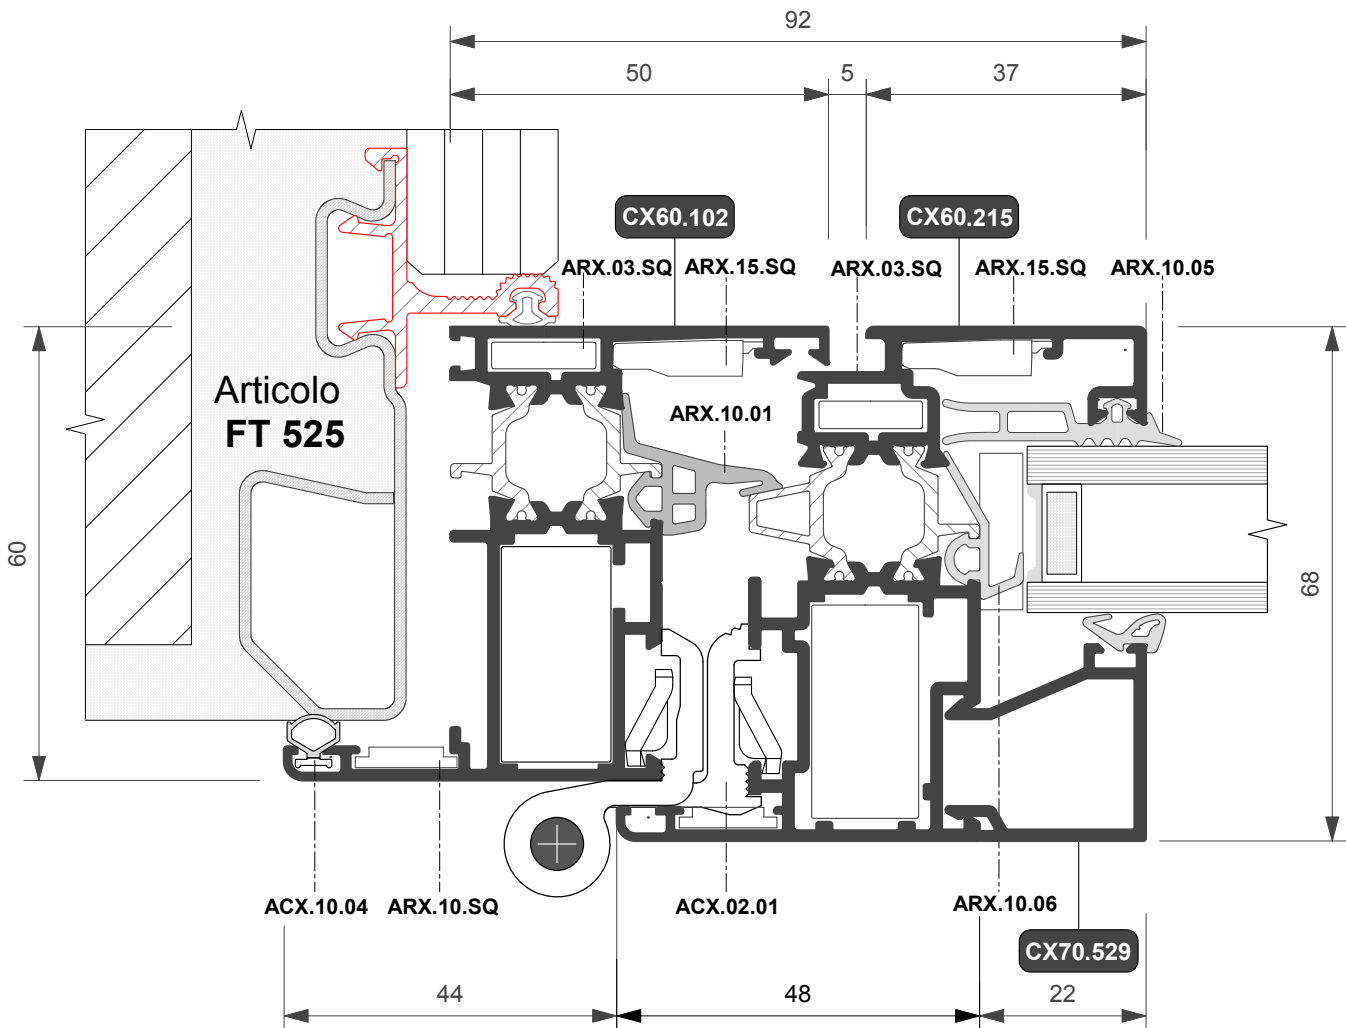 92
50
5
37
CX60.102
CX60.215
ARX.03.SQ
ARX.15.SQ
ARX.03.SQ
ARX.15.SQ
ARX.10.05
Articolo
FT 525
ARX.10.01
60
68
ACX.10.04
ARX.10.SQ
ACX.02.01
ARX.10.06
CX70.529
44
48
22